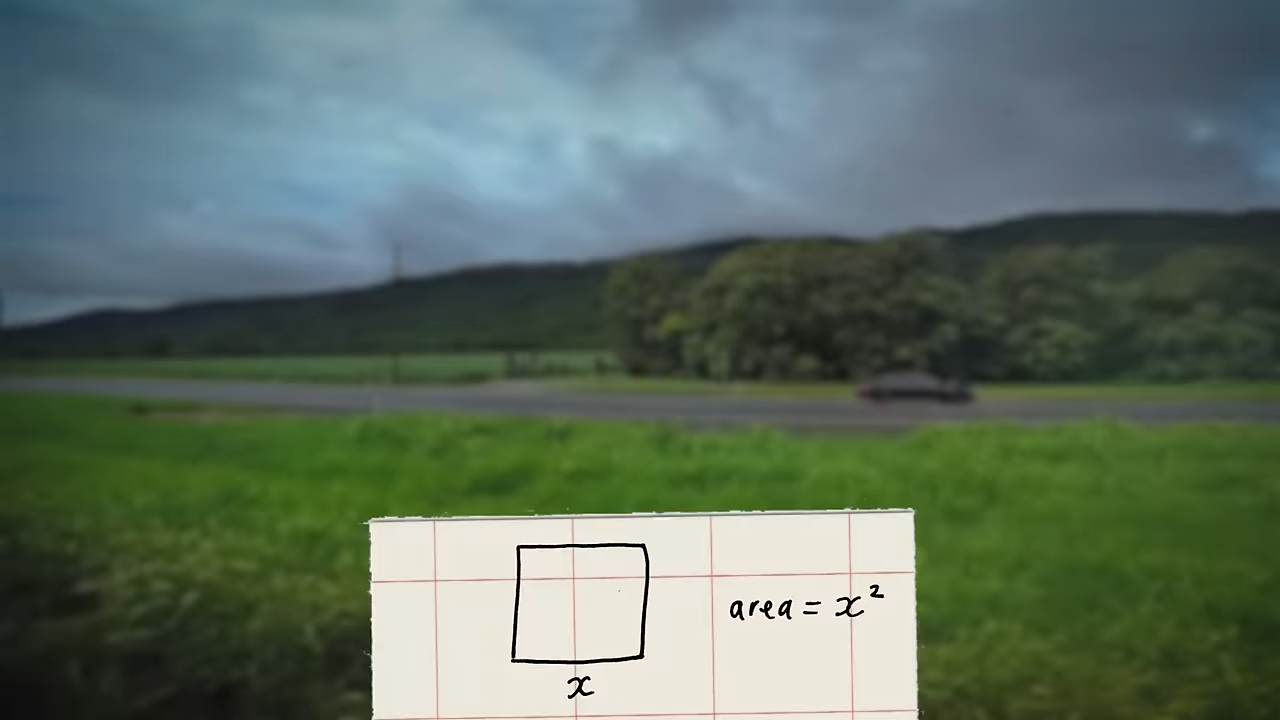 area = x²
x